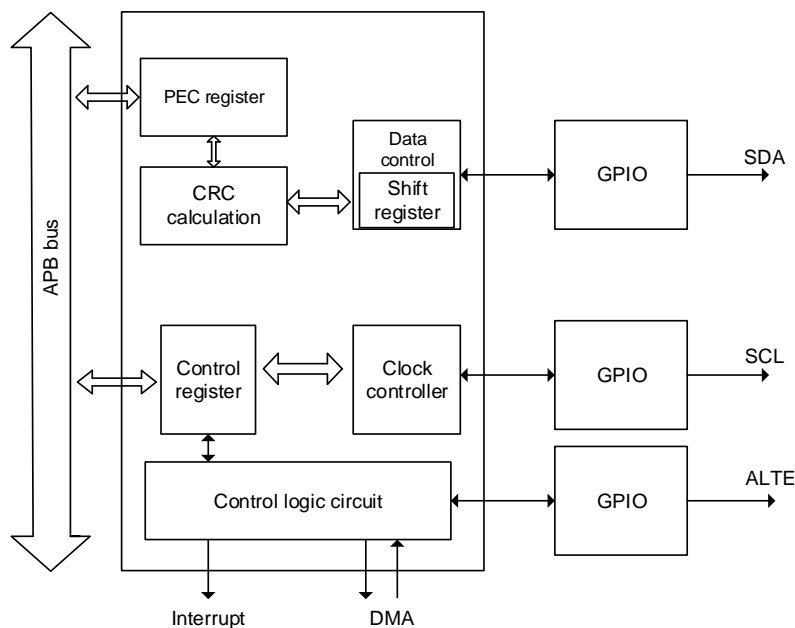 APB bus
PEC register
CRC
calculation
Data
control
Shift
register
GPIO
SDA
Control
register
Clock
controller
GPIO
SCL
Control logic circuit
GPIO
ALTE
Interrupt
DMA